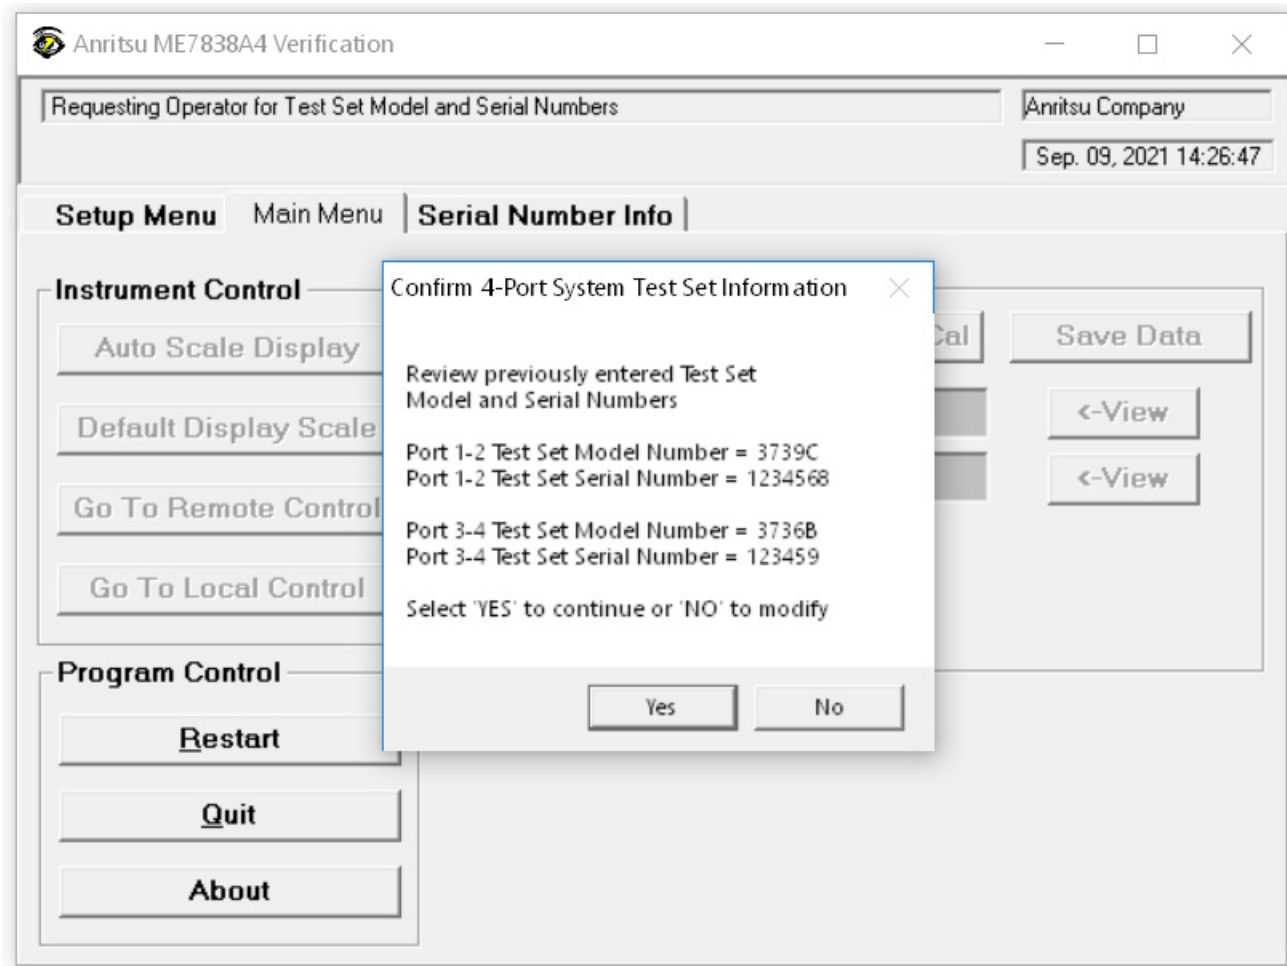 Anritsu ME7838A4 Verification
Requesting Operator for Test Set Model and Serial Numbers
Anritsu Company
Sep. 09, 2021 14:26:47
Setup Menu
Main Menu
Serial Number Info
Instrument Control
Auto Scale Display
Default Display Scale
Go To Remote Control
Go To Local Control
Program Control
Restart
Quit
About
Confirm 4-Port System Test Set Information
Review previously entered Test Set
Model and Serial Numbers
Port 1-2 Test Set Model Number = 3739C
Port 1-2 Test Set Serial Number = 1234568
Port 3-4 Test Set Model Number = 3736B
Port 3-4 Test Set Serial Number = 123459
Select 'YES' to continue or 'NO' to modify
Yes
No
Cal
Save Data
<-View
<-View